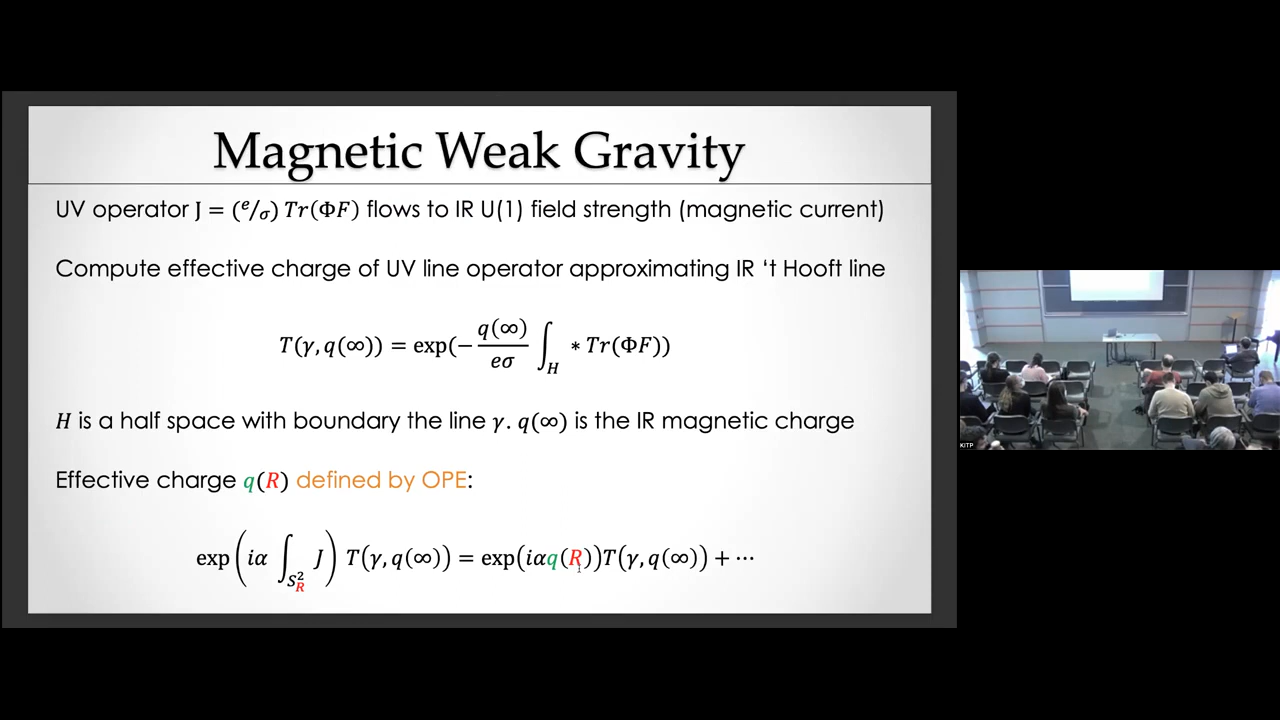 Magnetic Weak Gravity
UV operator J = (e/σ) Tr(ΦF) flows to IR U(1) field strength (magnetic current)
Compute effective charge of UV line operator approximating IR ‘t Hooft line
T(γ, q(∞)) = exp(− q(∞)/eσ ∫_H ∗ Tr(ΦF))
H is a half space with boundary the line γ. q(∞) is the IR magnetic charge
Effective charge q(R) defined by OPE:
exp(iα ∫_{S²_R} J) T(γ, q(∞)) = exp(iαq(R))T(γ, q(∞)) + ⋯
KITP